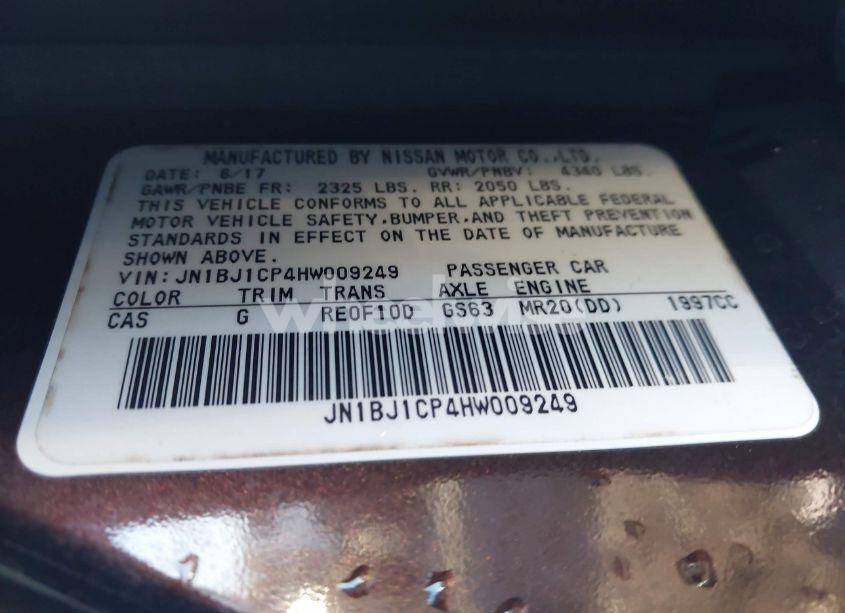 MANUFACTURED BY NISSAN MOTOR CO.,LTD.
DATE: 6/17 GVWR/PNBV: 4340 LBS.
GAWR/PNBE FR: 2325 LBS. RR: 2050 LBS.
THIS VEHICLE CONFORMS TO ALL APPLICABLE FEDERAL
MOTOR VEHICLE SAFETY,BUMPER,AND THEFT PREVENTION
STANDARDS IN EFFECT ON THE DATE OF MANUFACTURE
SHOWN ABOVE.
VIN:JN1BJ1CP4HW009249 PASSENGER CAR
COLOR TRIM TRANS AXLE ENGINE
CAS G RE0F10D GS63 MR20(DD) 1997CC
JN1BJ1CP4HW009249